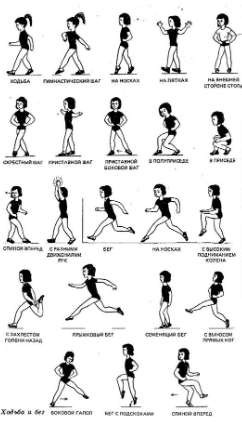 ХОДЬБА
ГИМНАСТИЧЕСКИЙ ШАГ
НА НОСКАХ
НА ПЯТКАХ
НА ВНЕШНЕЙ
СТОРОНЕ СТОПЫ
СКРЕСТНЫЙ ШАГ
ПРИСТАВНОЙ ШАГ
ПРИСТАВНОЙ
БОКОВОЙ ШАГ
В ПОЛУПРИСЕДЕ
В ПРИСЕДЕ
СПИНОЙ ВПЕРЕД
С РАЗНЫМИ
ДВИЖЕНИЯМИ
РУК
БЕГ
НА НОСКАХ
С ВЫСОКИМ
ПОДНИМАНИЕМ
КОЛЕНА
С ЗАХЛЕСТОМ
ГОЛЕНИ НАЗАД
ПРЫЖКОВЫЙ БЕГ
СЕМЕНЯЩИЙ БЕГ
С ВЫНОСОМ
ПРЯМЫХ НОГ
Ходьба и бег
БОКОВОЙ ГАЛОП
БЕГ С ПОДСКОКАМИ
СПИНОЙ ВПЕРЕД